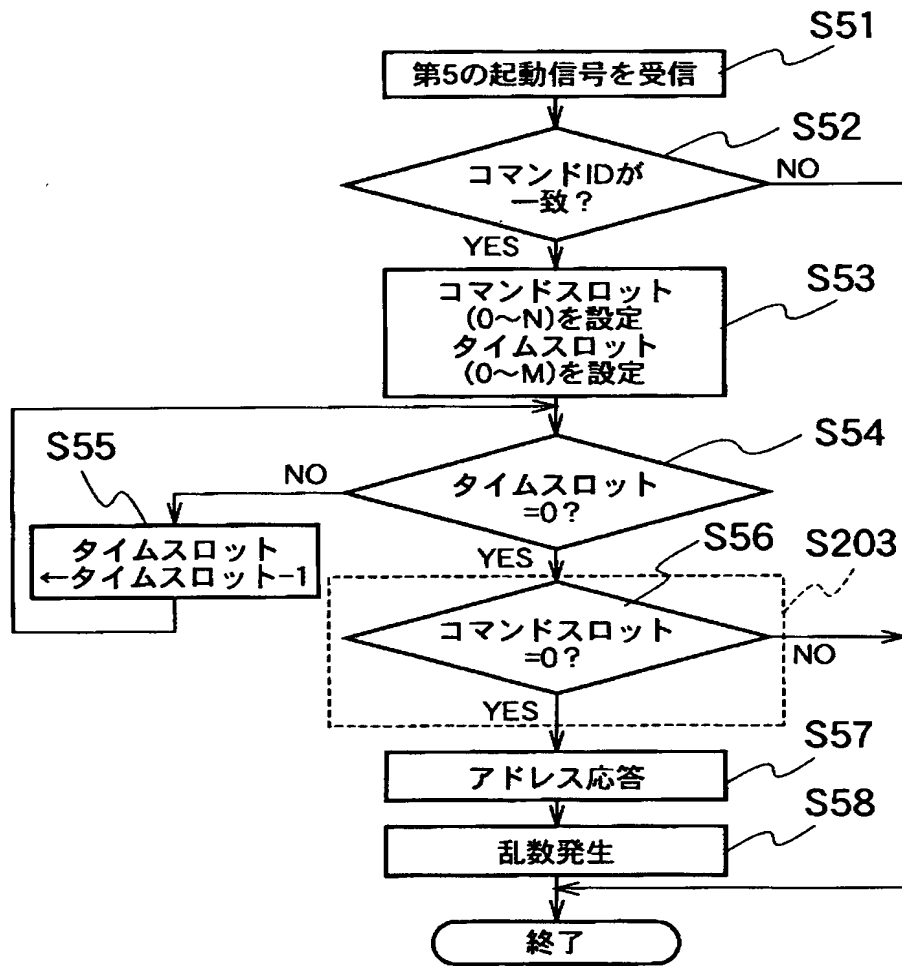 S51
第5の起動信号を受信
S52
コマンドIDが
一致？
NO
YES
S53
コマンドスロット
(0～N)を設定
タイムスロット
(0～M)を設定
S54
S55
NO
タイムスロット
=0？
YES
タイムスロット
←タイムスロット-1
S56
S203
コマンドスロット
=0？
NO
YES
S57
アドレス応答
S58
乱数発生
終了